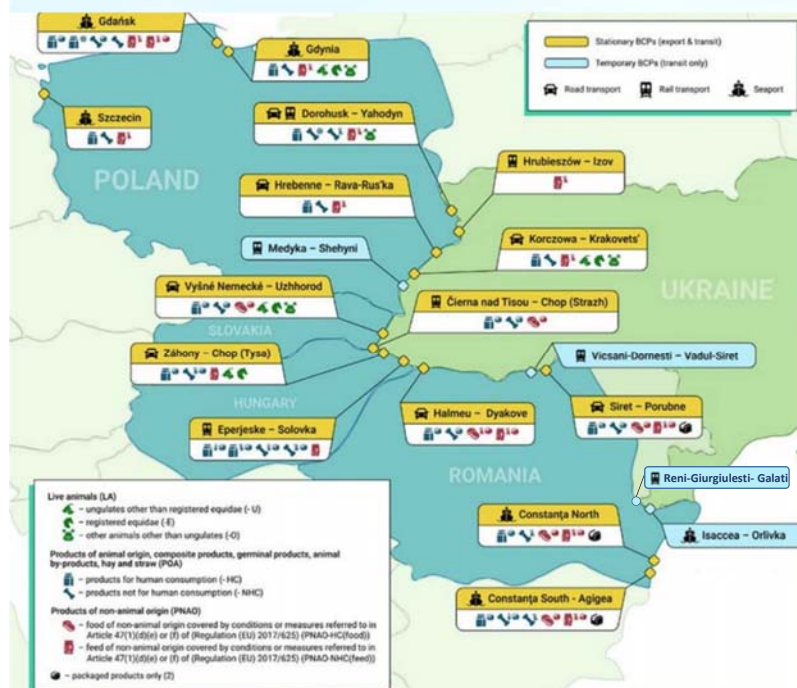 Gdańsk
Gdynia
Szczecin
Dorohusk – Yahodyn
Hrebenne – Rava-Rus'ka
Hrubieszów – Izov
Korczowa – Krakovets'
Medyka – Shehyni
Vyšné Nemecké – Uzhhorod
Čierna nad Tisou – Chop (Strazh)
Záhony – Chop (Tysa)
Eperjeske – Solovka
Halmeu – Dyakove
Vicsani-Dornesti – Vadul-Siret
Siret – Porubne
Reni-Giurgiulesti- Galati
Isaccea – Orlivka
Constanţa North
Constanţa South - Agigea
POLAND
SLOVAKIA
HUNGARY
ROMANIA
UKRAINE
Stationary BCPs (export & transit)
Temporary BCPs (transit only)
Road transport
Rail transport
Seaport
Live animals (LA)
– ungulates other than registered equidae (- U)
– registered equidae (-E)
– other animals other than ungulates (-O)
Products of animal origin, composite products, germinal products, animal
by-products, hay and straw (POA)
– products for human consumption (- HC)
– products not for human consumption (- NHC)
Products of non-animal origin (PNAO)
– food of non-animal origin covered by conditions or measures referred to in
Article 47(1)(d)(e) or (f) of (Regulation (EU) 2017/625) (PNAO-HC(food))
– feed of non-animal origin covered by conditions or measures referred to in
Article 47(1)(d)(e) or (f) of (Regulation (EU) 2017/625) (PNAO-NHC(feed))
– packaged products only (2)